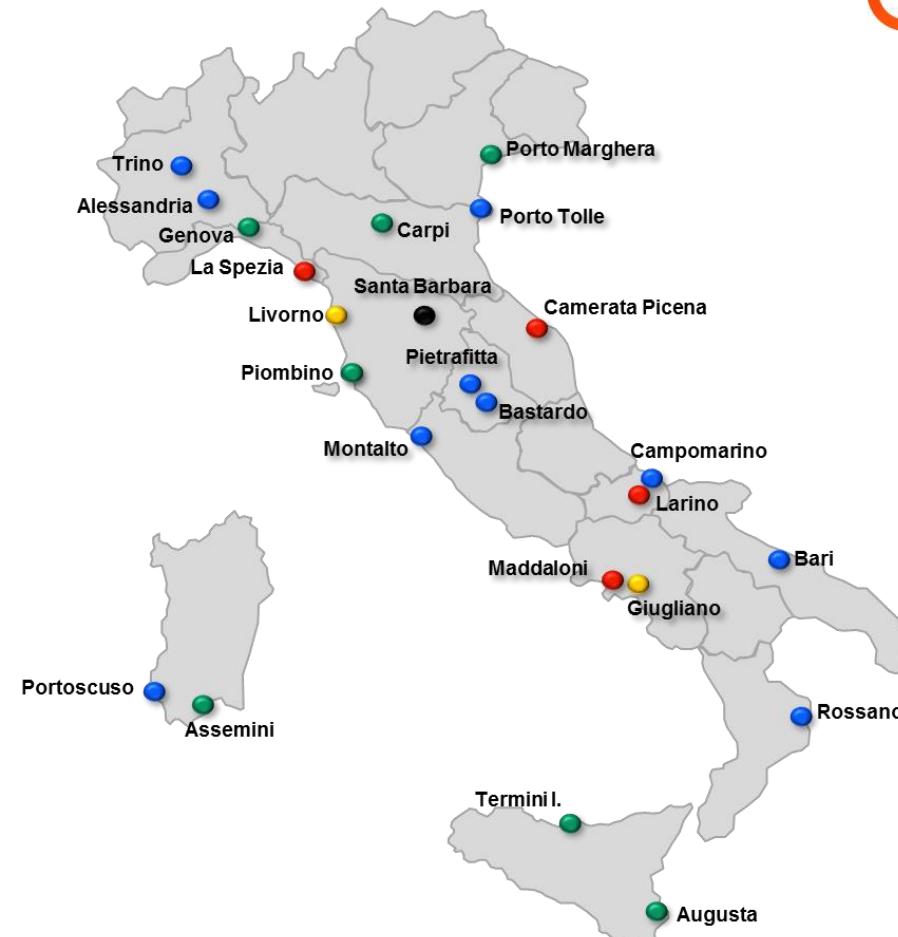 Porto Marghera
Trino
Alessandria
Porto Tolle
Genova
Carpi
La Spezia
Santa Barbara
Camerata Picena
Livorno
Pietrafitta
Piombino
Bastardo
Montalto
Campomarino
Larino
Bari
Maddaloni
Giugliano
Portoscuso
Rossano
Assemini
Termini I.
Augusta